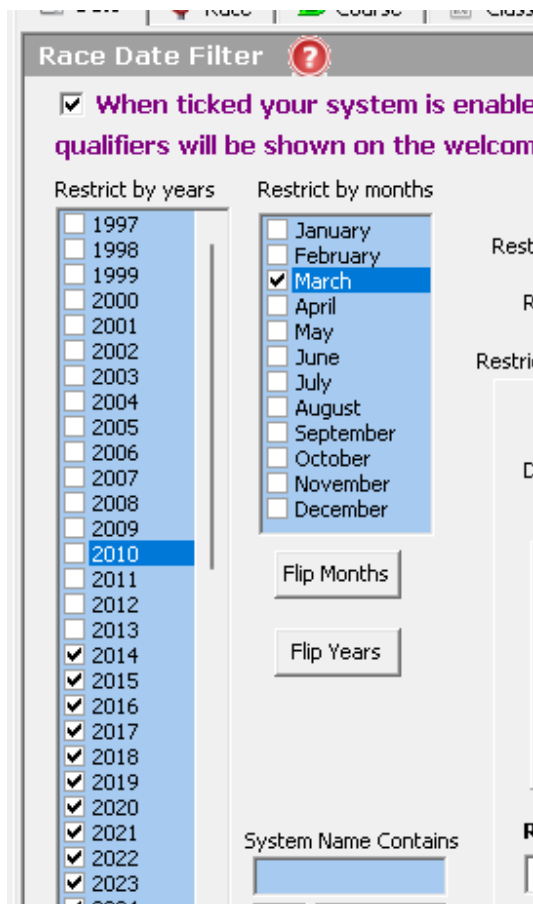 Race Course
Race Date Filter ?
When ticked your system is enable
qualifiers will be shown on the welcom
Restrict by years
1997
1998
1999
2000
2001
2002
2003
2004
2005
2006
2007
2008
2009
2010
2011
2012
2013
2014
2015
2016
2017
2018
2019
2020
2021
2022
2023
Restrict by months
January
February
March
April
May
June
July
August
September
October
November
December
Flip Months
Flip Years
System Name Contains
Rest
R
Restri
D
R